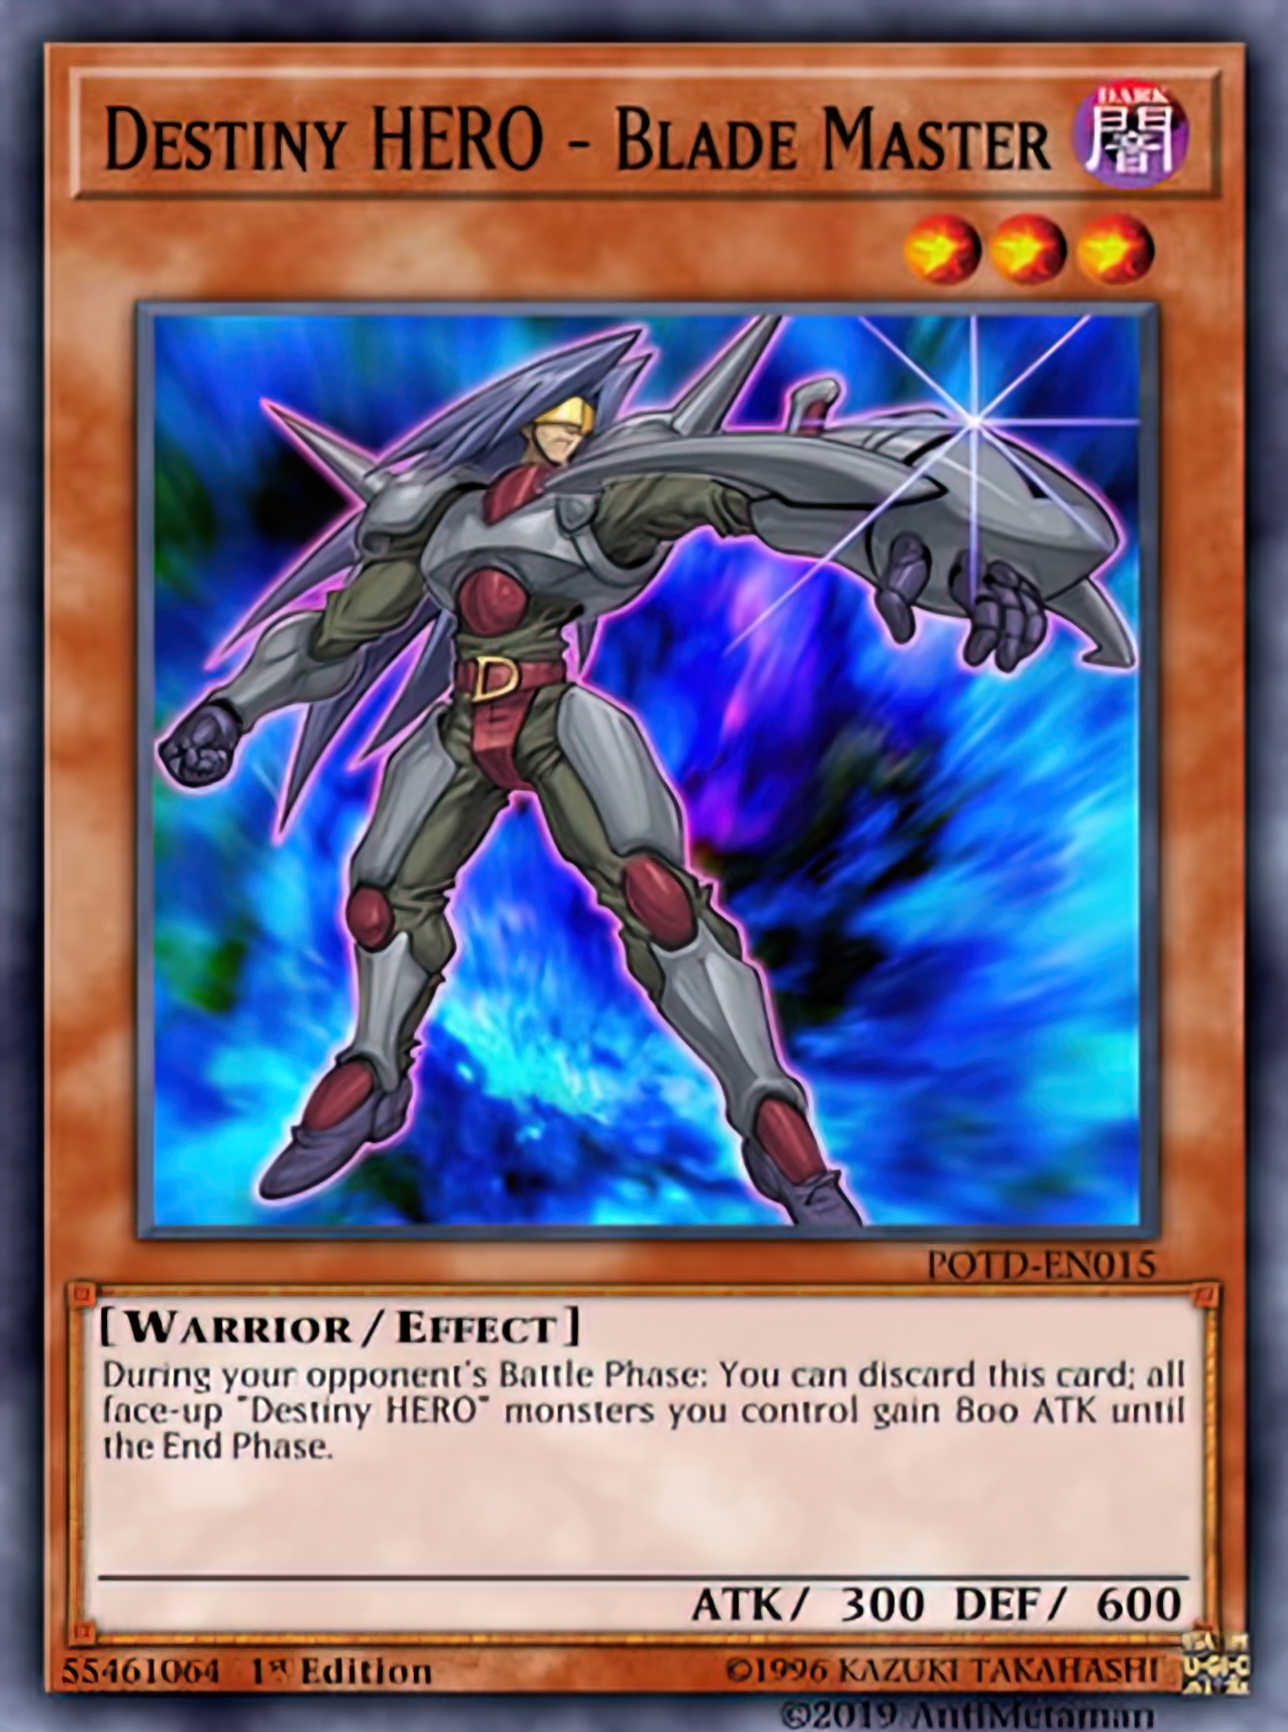 DESTINY HERO - BLADE MASTER
DARK
闇
D
POTD-EN015
[ WARRIOR / EFFECT ]
During your opponent's Battle Phase: You can discard this card; all
face-up "Destiny HERO" monsters you control gain 800 ATK until
the End Phase.
ATK/ 300 DEF/ 600
55461064 1st Edition
©1996 KAZUKI TAKAHASHI
©2019 AntiMetaman